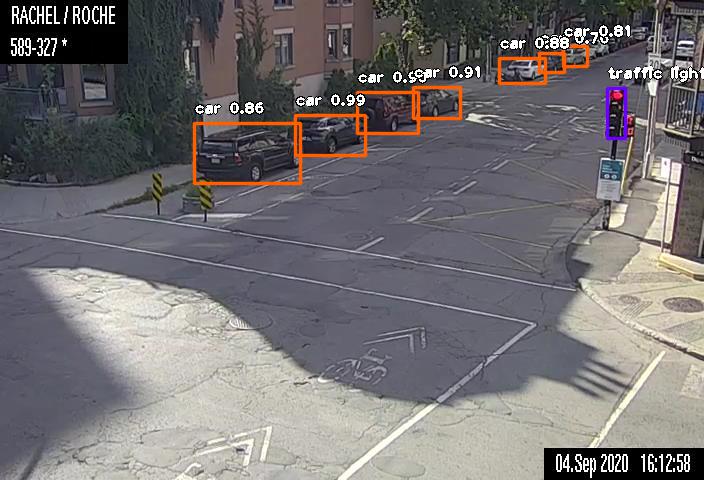 RACHEL / ROCHE
589-327 *
car 0.81
car 0.88
car 0.91
car 0.99
car 0.86
traffic light
04.Sep 2020 16:12:58